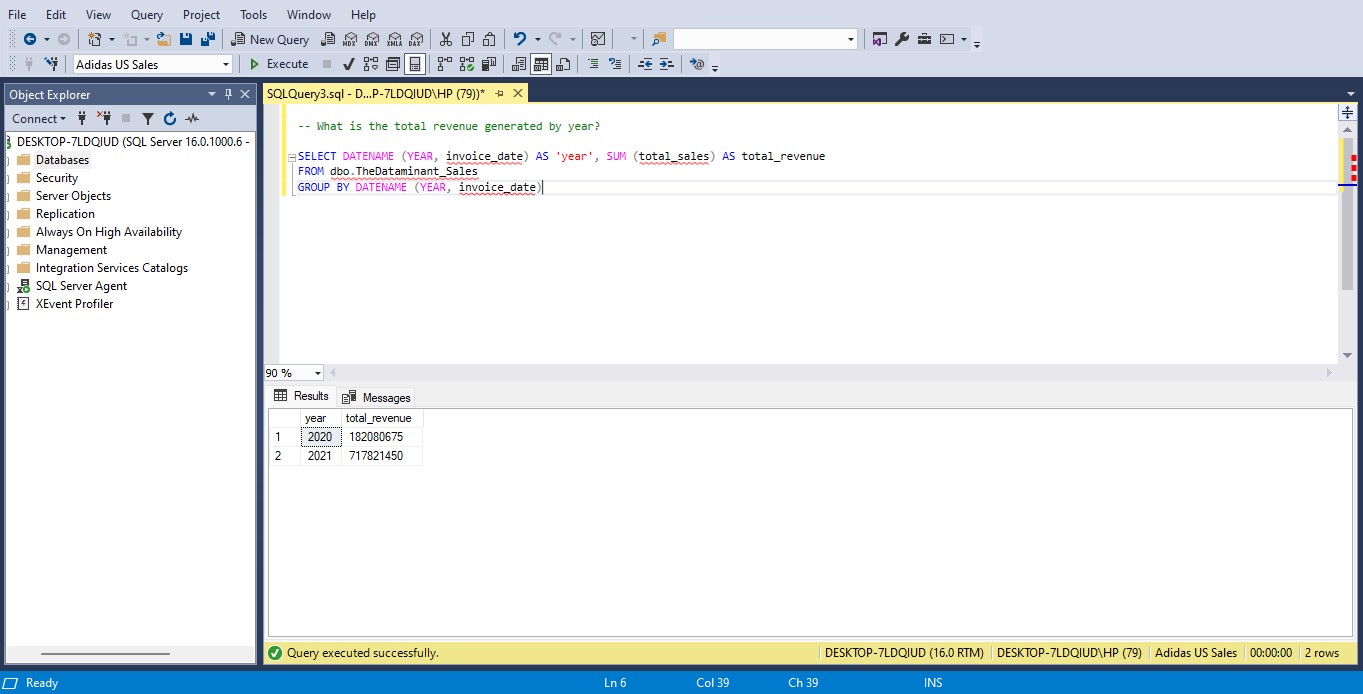 File Edit View Query Project Tools Window Help
New Query MDX DMX XMLA DAX
Adidas US Sales Execute
Object Explorer
Connect
DESKTOP-7LDQIUD (SQL Server 16.0.1000.6 -
Databases
Security
Server Objects
Replication
Always On High Availability
Management
Integration Services Catalogs
SQL Server Agent
XEvent Profiler
SQLQuery3.sql - D...P-7LDQIUD\HP (79))*
-- What is the total revenue generated by year?
SELECT DATENAME (YEAR, invoice_date) AS 'year', SUM (total_sales) AS total_revenue
FROM dbo.TheDataminant_Sales
GROUP BY DATENAME (YEAR, invoice_date)
90 %
Results Messages
year total_revenue
1 2020 182080675
2 2021 717821450
Query executed successfully. DESKTOP-7LDQIUD (16.0 RTM) DESKTOP-7LDQIUD\HP (79) Adidas US Sales 00:00:00 2 rows
Ready Ln 6 Col 39 Ch 39 INS